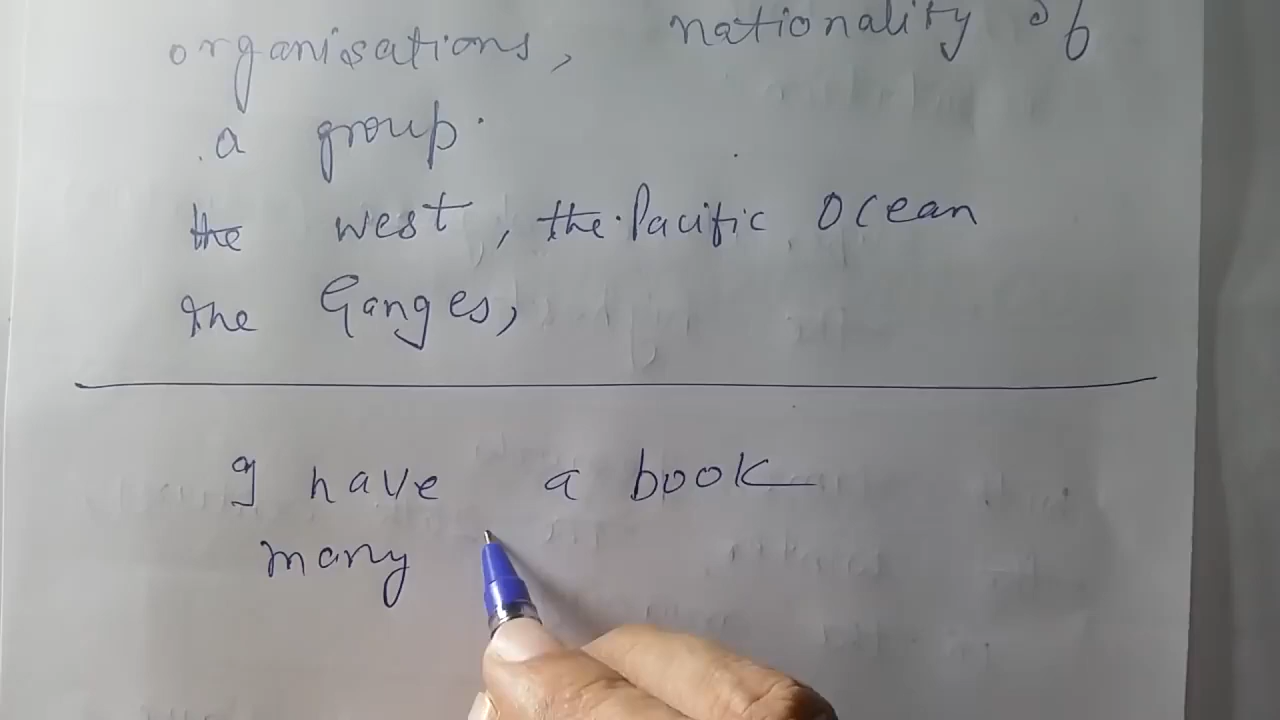 organisations, nationality of
a group.
the west, the Pacific Ocean
the Ganges,
I have a book
many